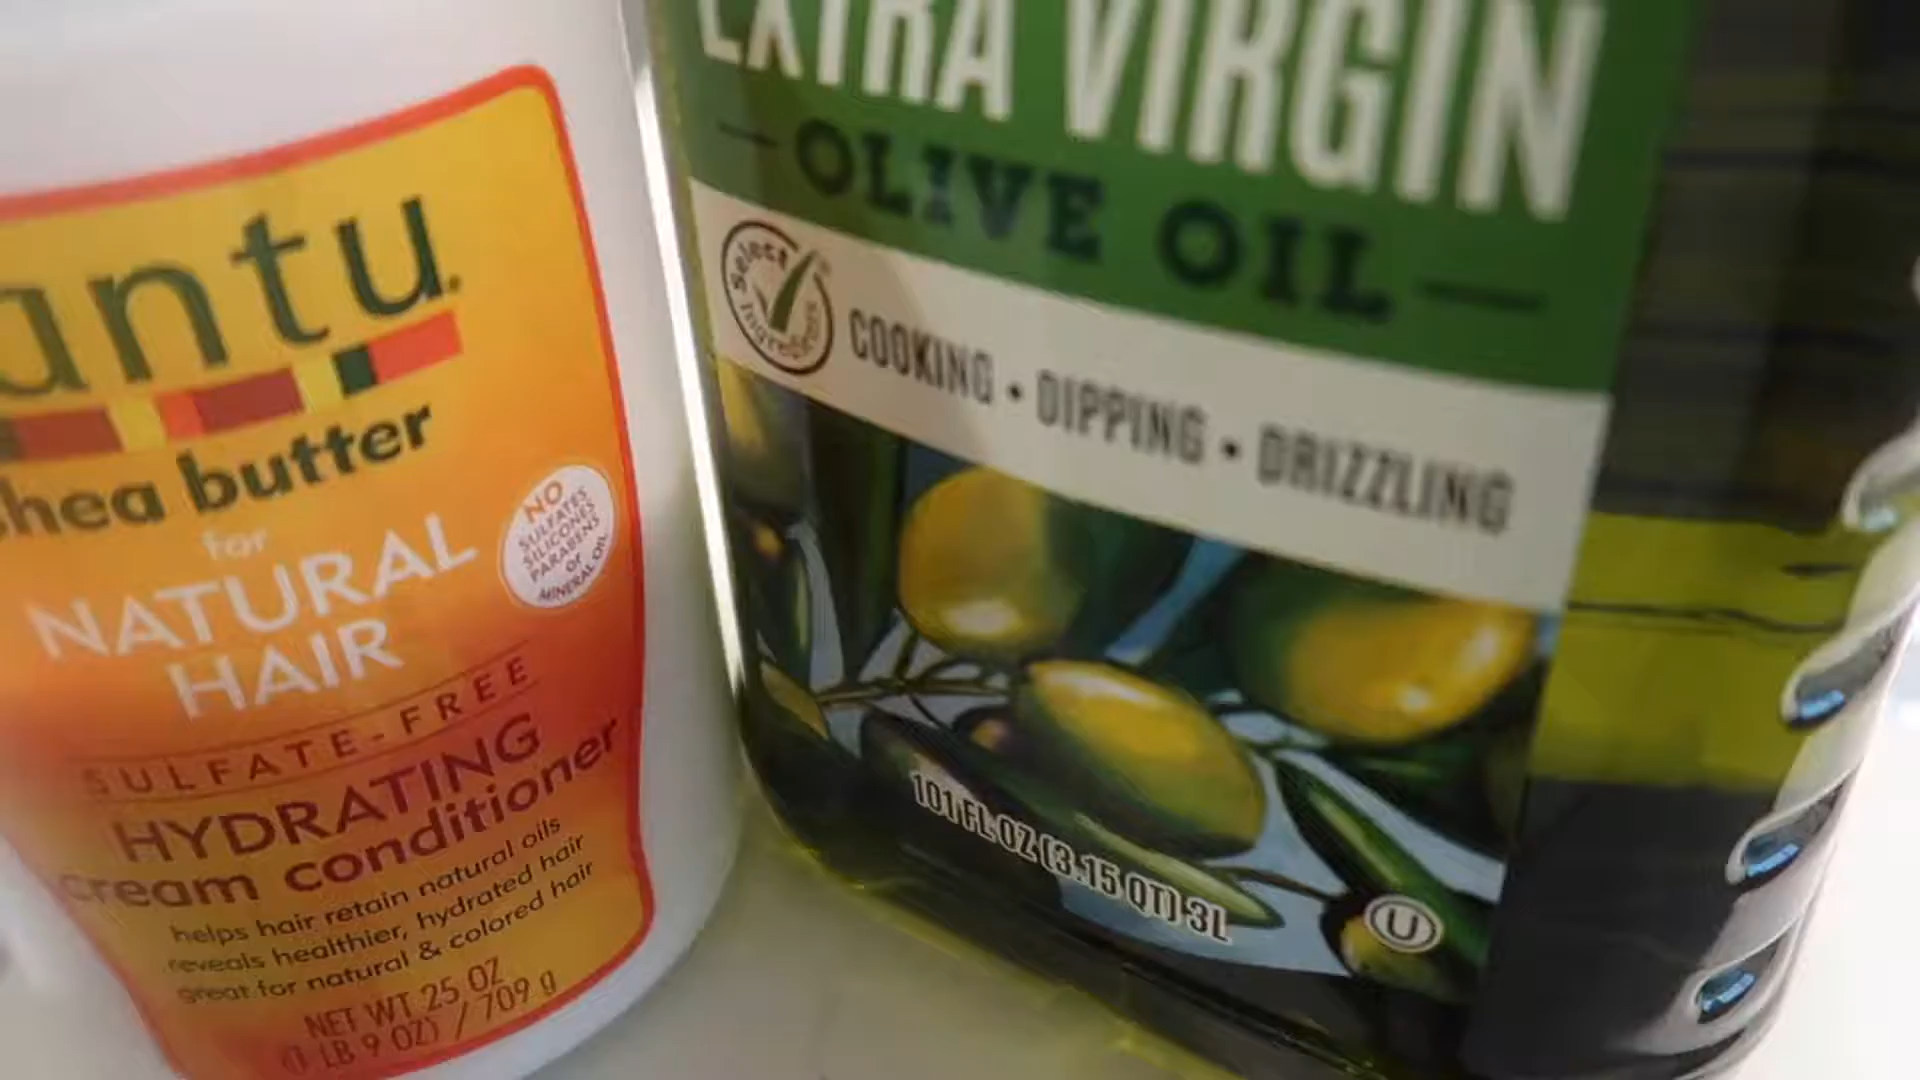 antu
shea butter
for
NATURAL
HAIR
NO
SULFATES
SILICONES
PARABENS
or
MINERAL OIL
SULFATE-FREE
HYDRATING
cream conditioner
helps hair retain natural oils
reveals healthier, hydrated hair
great for natural & colored hair
NET WT 25 OZ
(1 LB 9 OZ) / 709 g
EXTRA VIRGIN
OLIVE OIL
Select
Ingredients
COOKING • DIPPING • DRIZZLING
101 FL OZ (3.15 QT) 3L
U